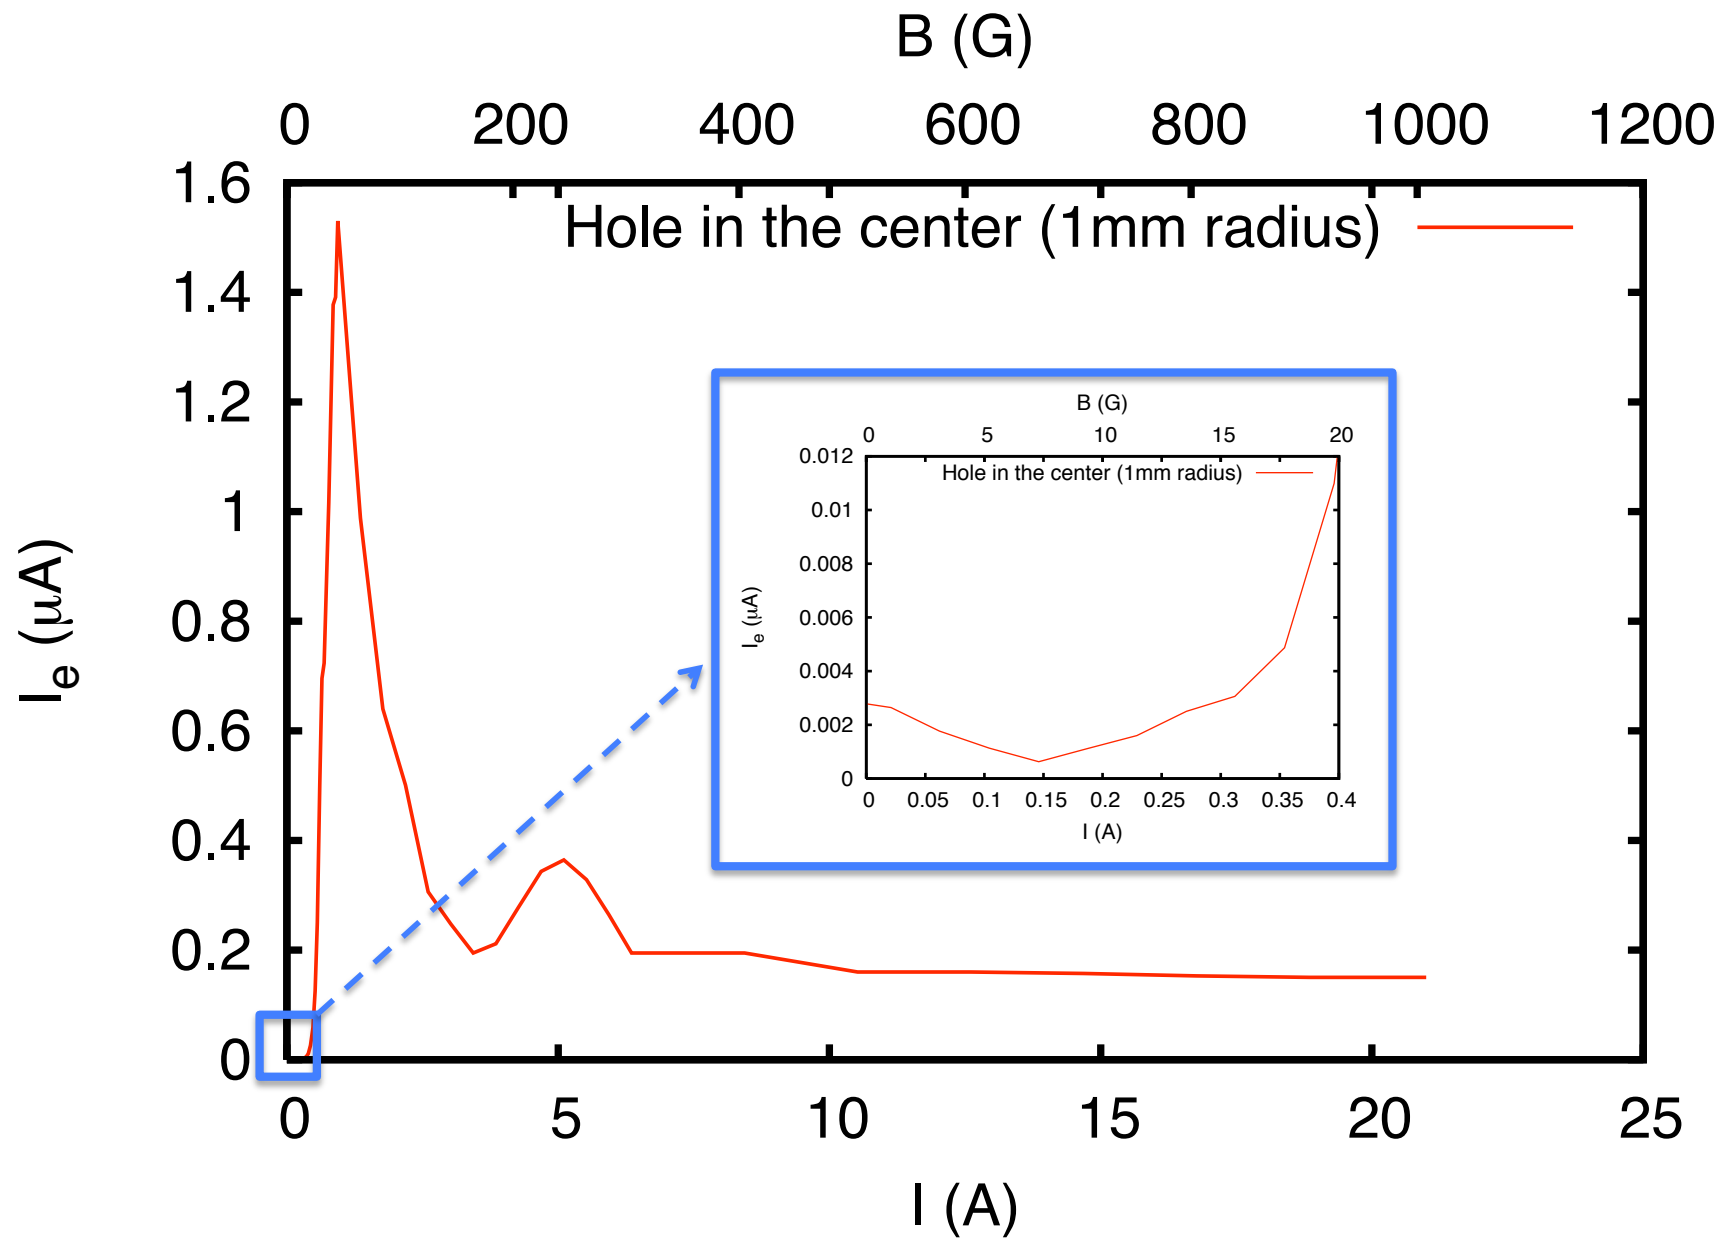 B (G)
0 200 400 600 800 1000 1200
1.6
Hole in the center (1mm radius)
1.4
1.2
1
0.8
0.6
0.4
0.2
0
I_e (μA)
0 5 10 15 20 25
I (A)
B (G)
0 5 10 15 20
0.012
Hole in the center (1mm radius)
0.01
0.008
0.006
0.004
0.002
0
I_e (μA)
0 0.05 0.1 0.15 0.2 0.25 0.3 0.35 0.4
I (A)